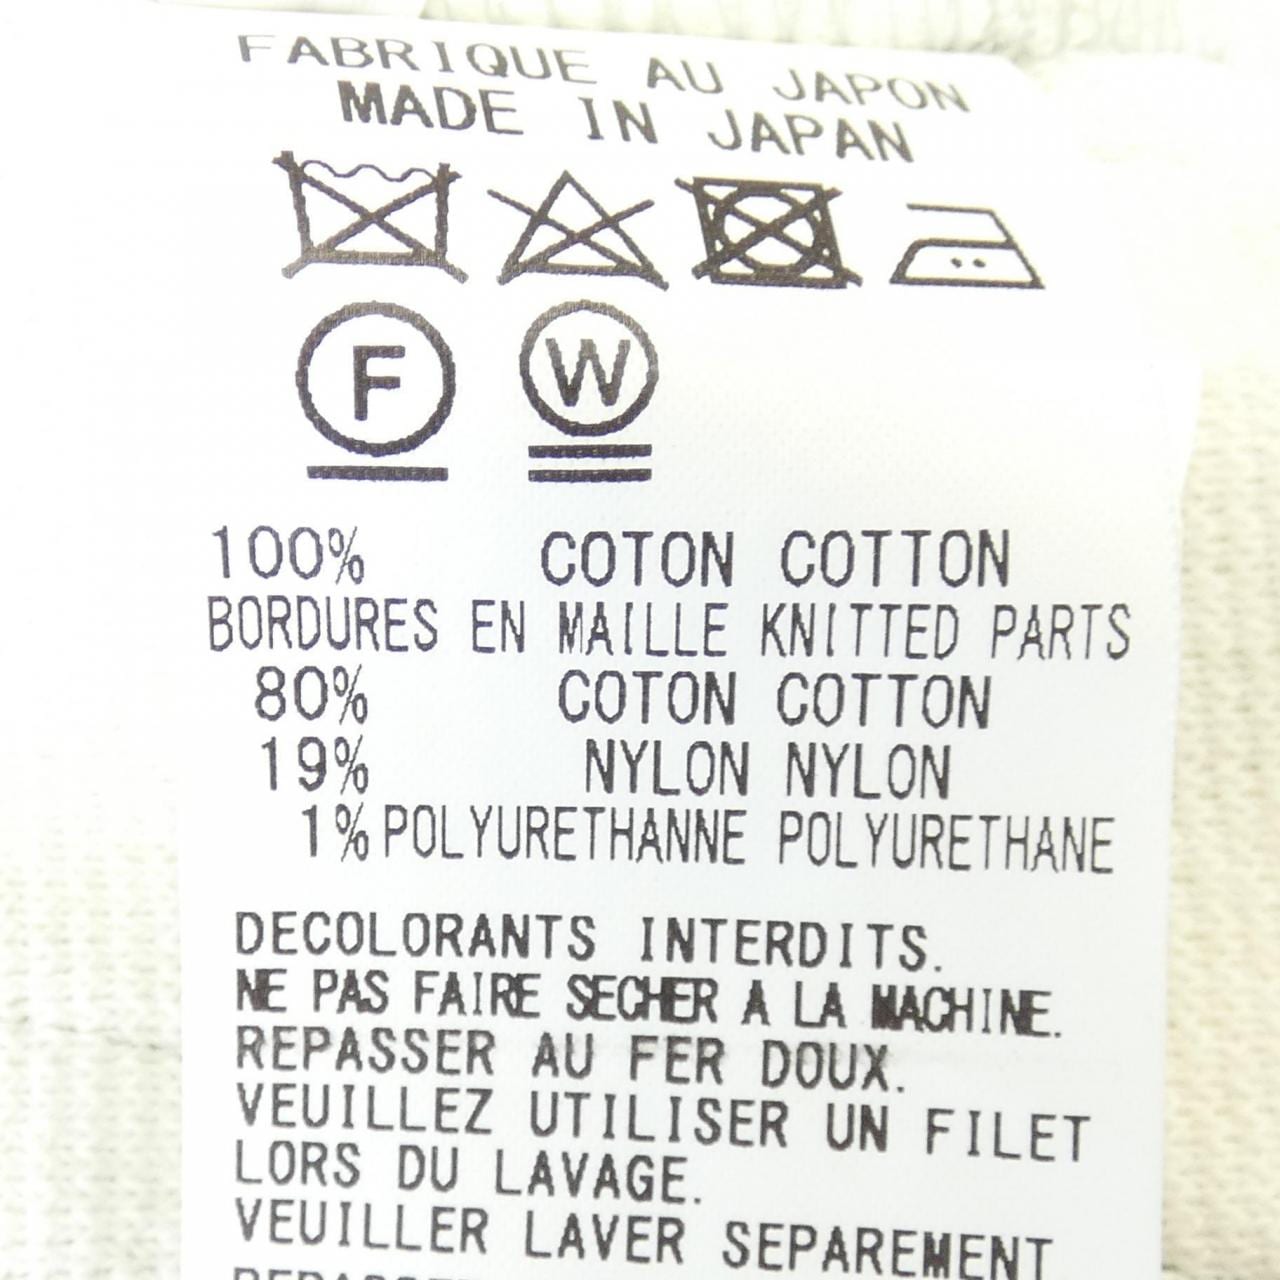 FABRIQUE AU JAPON
MADE IN JAPAN
F W
100% COTON COTTON
BORDURES EN MAILLE KNITTED PARTS
80% COTON COTTON
19% NYLON NYLON
1% POLYURETHANNE POLYURETHANE
DECOLORANTS INTERDITS.
NE PAS FAIRE SECHER A LA MACHINE.
REPASSER AU FER DOUX.
VEUILLEZ UTILISER UN FILET
LORS DU LAVAGE.
VEUILLER LAVER SEPAREMENT